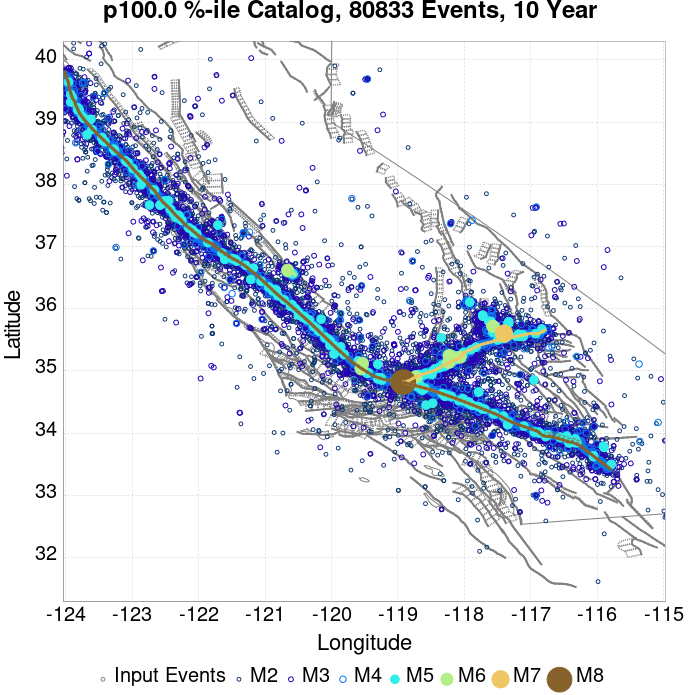 p100.0 %-ile Catalog, 80833 Events, 10 Year
40
39
38
37
36
35
34
33
32
Latitude
-124 -123 -122 -121 -120 -119 -118 -117 -116 -115
Longitude
Input Events M2 M3 M4 M5 M6 M7 M8